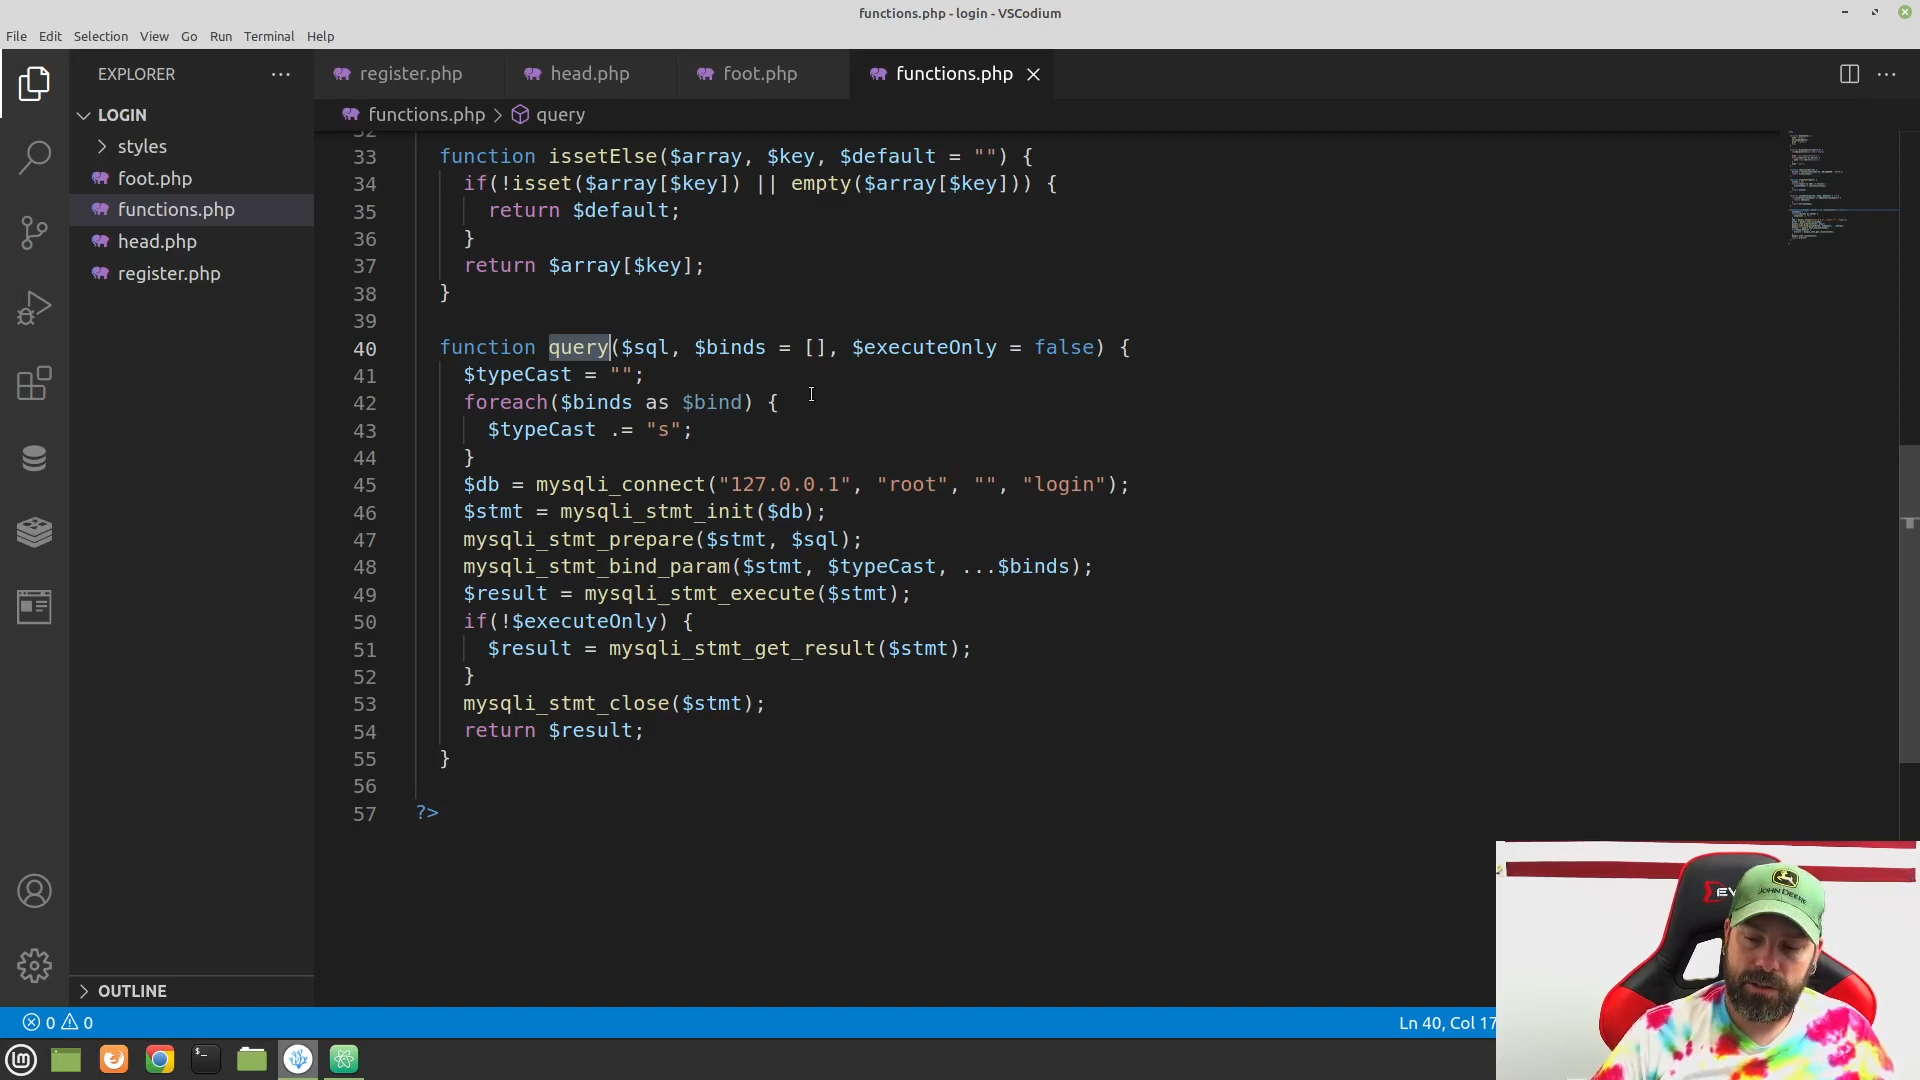 functions.php - login - VSCodium
File Edit Selection View Go Run Terminal Help
EXPLORER
register.php head.php foot.php functions.php
LOGIN
functions.php > query
styles
foot.php
functions.php
head.php
register.php
32
33 function issetElse($array, $key, $default = "") {
34 if(!isset($array[$key]) || empty($array[$key])) {
35 return $default;
36 }
37 return $array[$key];
38 }
39
40 function query($sql, $binds = [], $executeOnly = false) {
41 $typeCast = "";
42 foreach($binds as $bind) {
43 $typeCast .= "s";
44 }
45 $db = mysqli_connect("127.0.0.1", "root", "", "login");
46 $stmt = mysqli_stmt_init($db);
47 mysqli_stmt_prepare($stmt, $sql);
48 mysqli_stmt_bind_param($stmt, $typeCast, ...$binds);
49 $result = mysqli_stmt_execute($stmt);
50 if(!$executeOnly) {
51 $result = mysqli_stmt_get_result($stmt);
52 }
53 mysqli_stmt_close($stmt);
54 return $result;
55 }
56
57 ?>
OUTLINE
0 0
Ln 40, Col 17
EV
JOHN DEERE